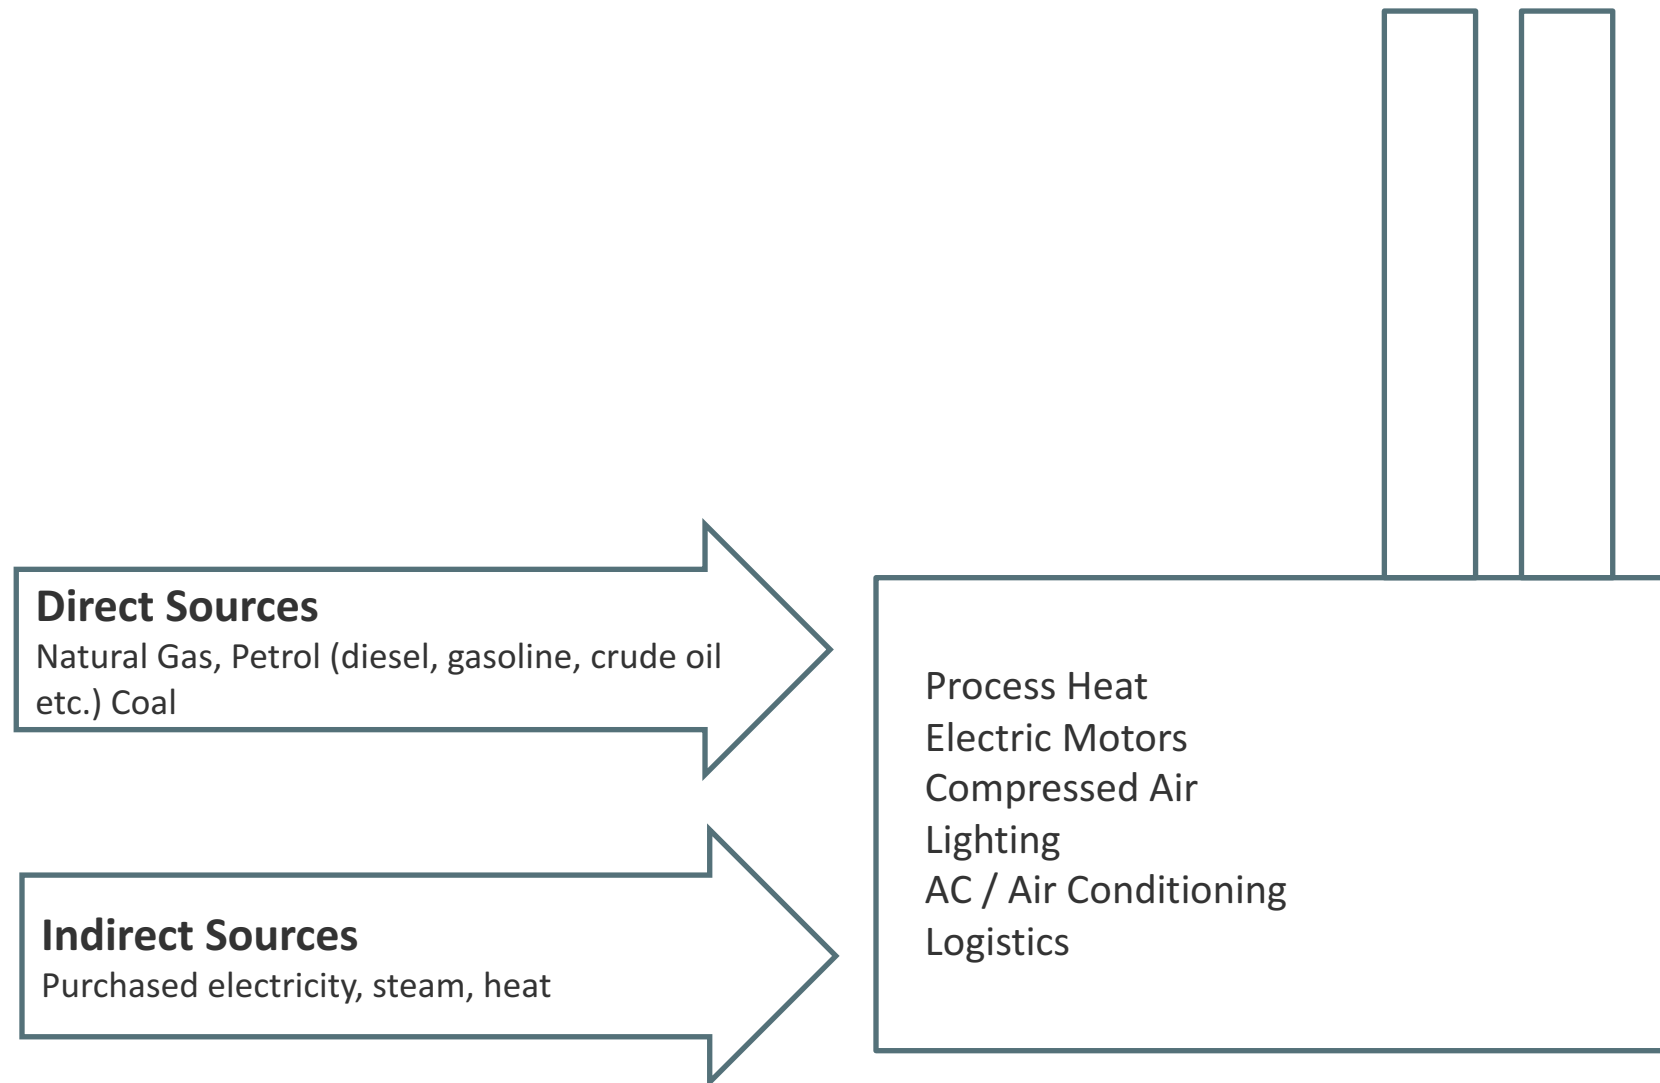 Direct Sources
Natural Gas, Petrol (diesel, gasoline, crude oil
etc.) Coal
Indirect Sources
Purchased electricity, steam, heat
Process Heat
Electric Motors
Compressed Air
Lighting
AC / Air Conditioning
Logistics